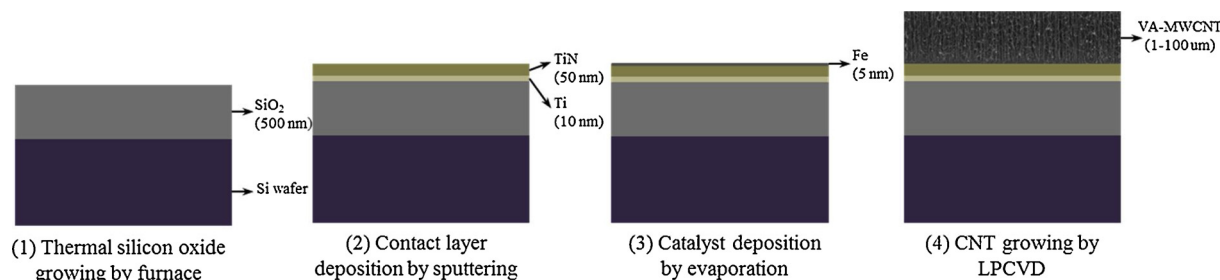 SiO2
(500 nm)
Si wafer
(1) Thermal silicon oxide
growing by furnace
TiN
(50 nm)
Ti
(10 nm)
(2) Contact layer
deposition by sputtering
Fe
(5 nm)
(3) Catalyst deposition
by evaporation
VA-MWCNT
(1-100um)
(4) CNT growing by
LPCVD